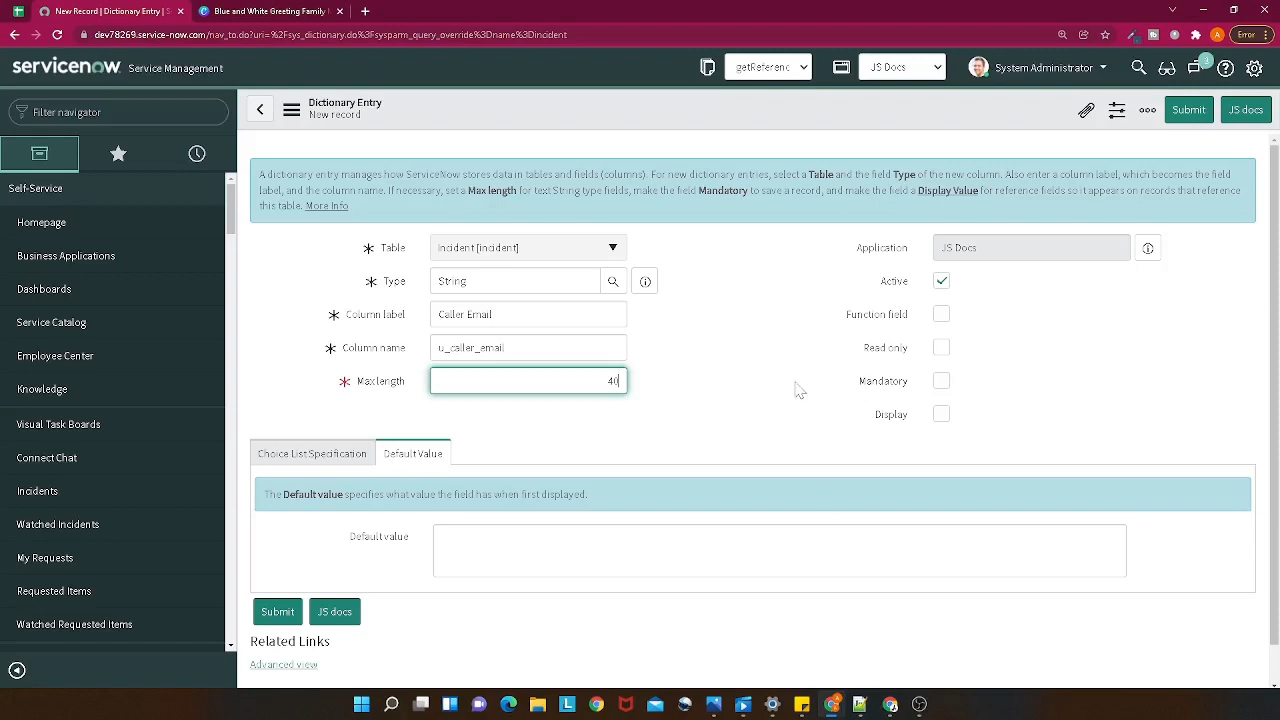 New Record | Dictionary Entry | S
Blue and White Greeting Family
dev78269.service-now.com/nav_to.do?uri=%2Fsys_dictionary.do%3Fsysparm_query_override%3Dname%3Dincident
A
Error
servicenow Service Management
getReferenc
JS Docs
System Administrator
3
Filter navigator
Dictionary Entry
New record
Submit
JS docs
Self-Service
Homepage
Business Applications
Dashboards
Service Catalog
Employee Center
Knowledge
Visual Task Boards
Connect Chat
Incidents
Watched Incidents
My Requests
Requested Items
Watched Requested Items
A dictionary entry manages how ServiceNow stores data in tables and fields (columns). For new dictionary entries, select a Table and the field Type of the new column. Also enter a column label, which becomes the field
label, and the column name. If necessary, set a Max length for text String type fields, make the field Mandatory to save a record, and make the field a Display Value for reference fields so it appears on records that reference
this table. More Info
Table Incident [incident]
Application JS Docs
Type String
Active
Column label Caller Email
Function field
Column name u_caller_email
Read only
Max length 40
Mandatory
Display
Choice List Specification
Default Value
The Default value specifies what value the field has when first displayed.
Default value
Submit
JS docs
Related Links
Advanced view